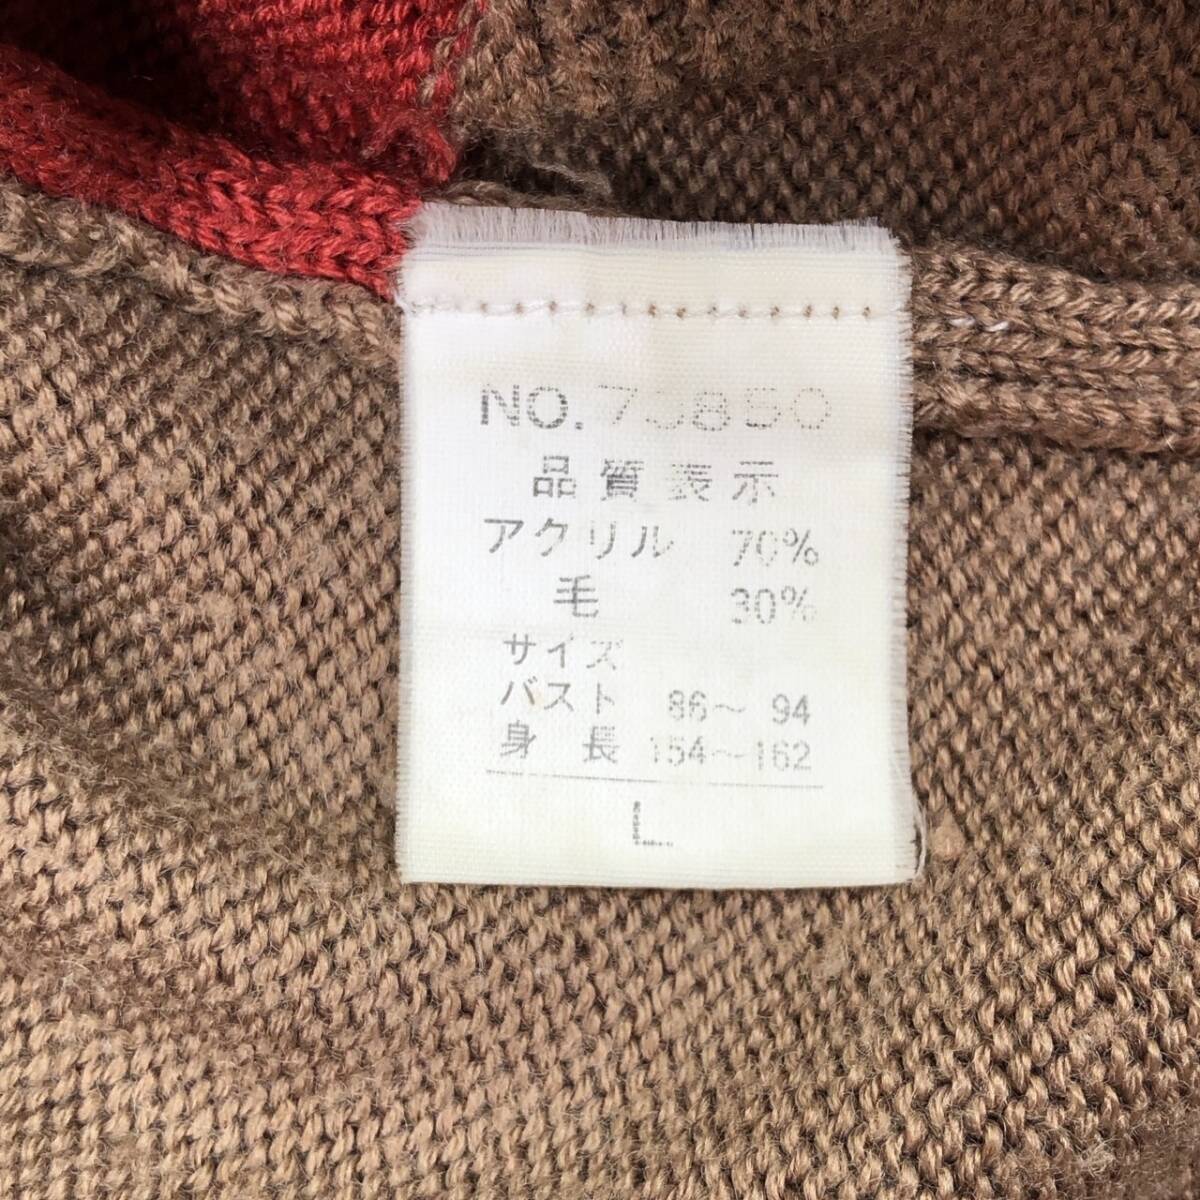 NO.73850
品質表示
アクリル 70%
毛 30%
サイズ
バスト 86～94
身長 154～162
L